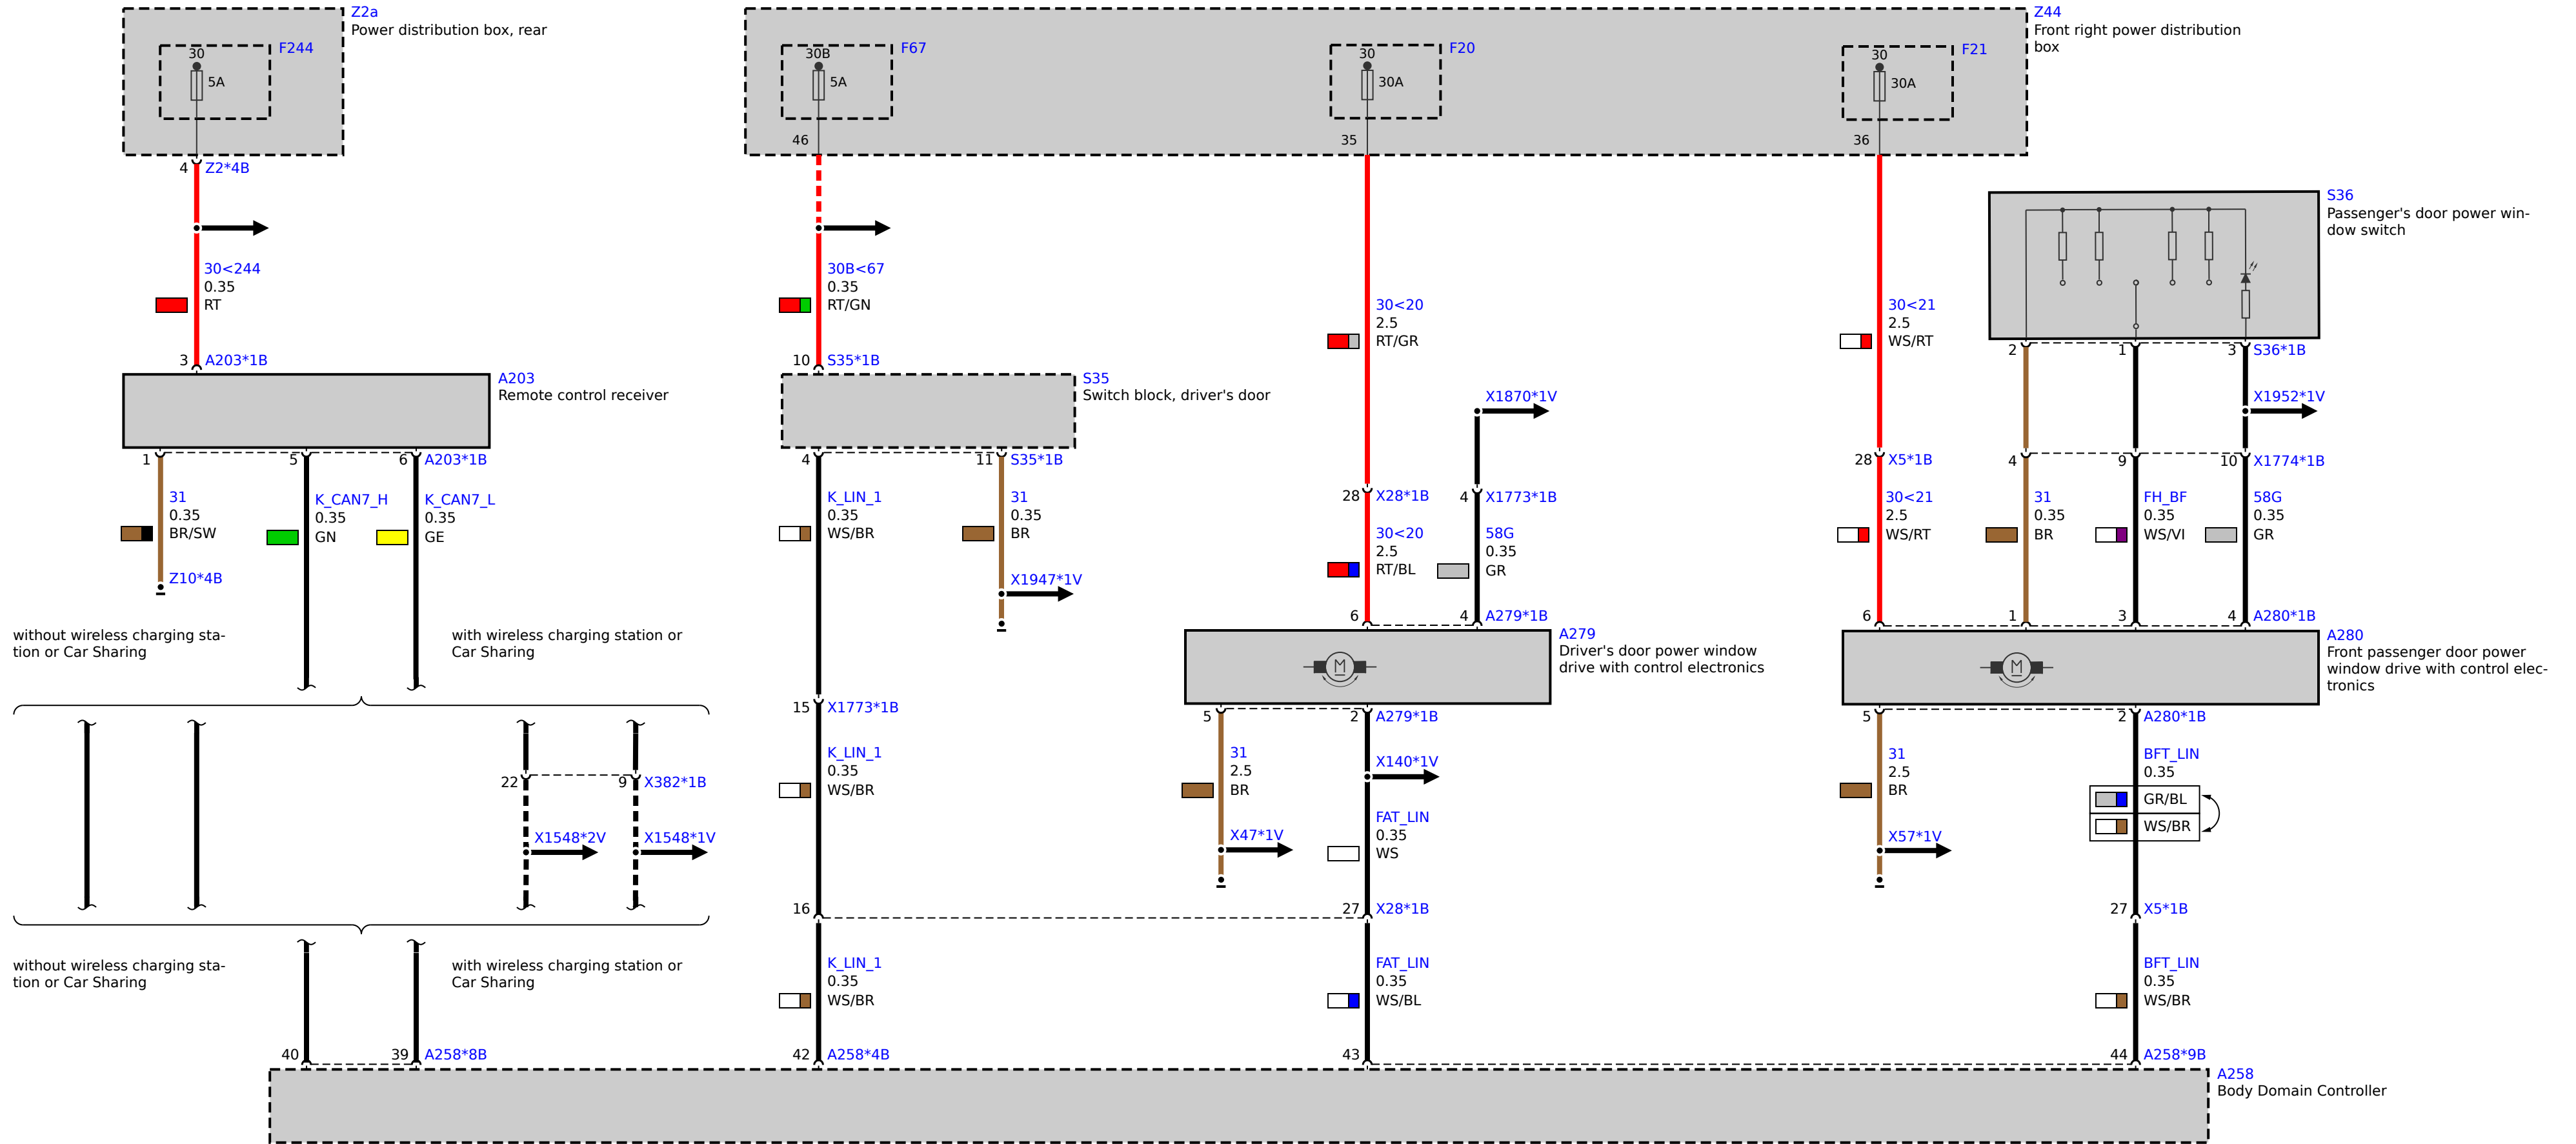 Z2a
Power distribution box, rear
F244
30
5A
4
Z2*4B
30<244
0.35
RT
3
A203*1B
A203
Remote control receiver
1
5
6
A203*1B
31
0.35
BR/SW
Z10*4B
K_CAN7_H
0.35
GN
K_CAN7_L
0.35
GE
without wireless charging sta-
tion or Car Sharing
with wireless charging station or
Car Sharing
22
9
X382*1B
X1548*2V
X1548*1V
without wireless charging sta-
tion or Car Sharing
with wireless charging station or
Car Sharing
40
39
A258*8B
Z44
Front right power distribution
box
F67
30B
5A
46
30B<67
0.35
RT/GN
10
S35*1B
S35
Switch block, driver's door
4
11
S35*1B
K_LIN_1
0.35
WS/BR
31
0.35
BR
X1947*1V
15
X1773*1B
K_LIN_1
0.35
WS/BR
16
K_LIN_1
0.35
WS/BR
42
A258*4B
F20
30
30A
35
30<20
2.5
RT/GR
X1870*1V
28
X28*1B
4
X1773*1B
30<20
2.5
RT/BL
58G
0.35
GR
6
4
A279*1B
A279
Driver's door power window
drive with control electronics
M
5
2
A279*1B
31
2.5
BR
X47*1V
X140*1V
FAT_LIN
0.35
WS
27
X28*1B
FAT_LIN
0.35
WS/BL
43
F21
30
30A
36
30<21
2.5
WS/RT
S36
Passenger's door power win-
dow switch
2
1
3
S36*1B
X1952*1V
28
X5*1B
4
9
10
X1774*1B
30<21
2.5
WS/RT
31
0.35
BR
FH_BF
0.35
WS/VI
58G
0.35
GR
6
1
3
4
A280*1B
A280
Front passenger door power
window drive with control elec-
tronics
M
5
2
A280*1B
31
2.5
BR
X57*1V
BFT_LIN
0.35
GR/BL
WS/BR
27
X5*1B
BFT_LIN
0.35
WS/BR
44
A258*9B
A258
Body Domain Controller